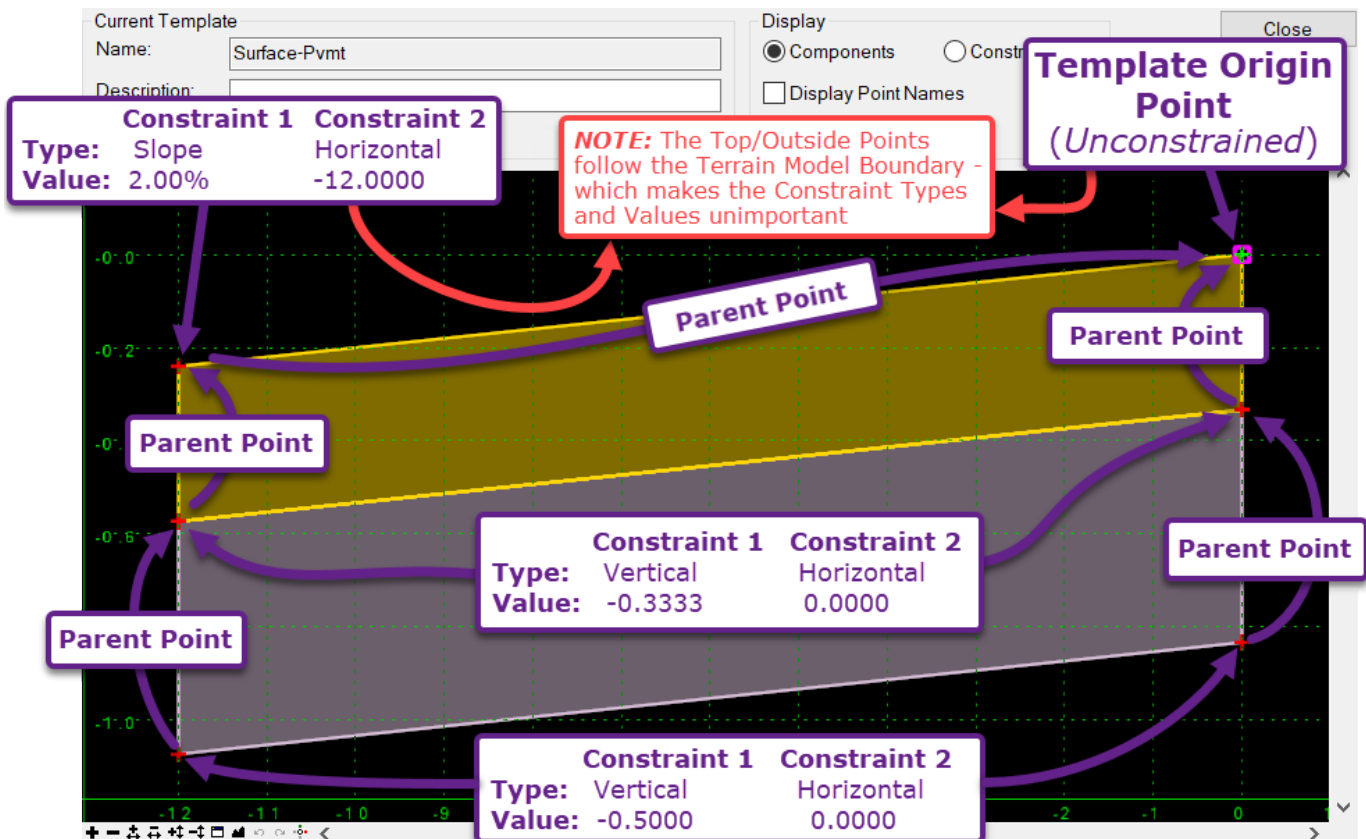 Current Template
Name:
Surface-Pvmt
Description:
Display
Components
Constr
Display Point Names
Close
Template Origin
Point
(Unconstrained)
Constraint 1 Constraint 2
Type: Slope Horizontal
Value: 2.00% -12.0000
NOTE: The Top/Outside Points
follow the Terrain Model Boundary -
which makes the Constraint Types
and Values unimportant
-0.0
Parent Point
Parent Point
-0.2
Parent Point
-0.6
Constraint 1 Constraint 2
Type: Vertical Horizontal
Value: -0.3333 0.0000
Parent Point
Parent Point
-1.0
Constraint 1 Constraint 2
Type: Vertical Horizontal
Value: -0.5000 0.0000
-12 -11 -10 -9 -2 -1 0